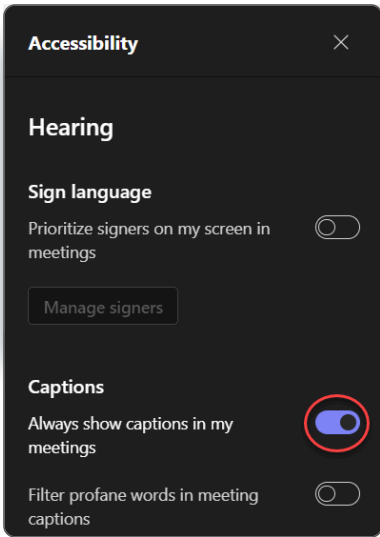 Accessibility
Hearing
Sign language
Prioritize signers on my screen in
meetings
Manage signers
Captions
Always show captions in my
meetings
Filter profane words in meeting
captions